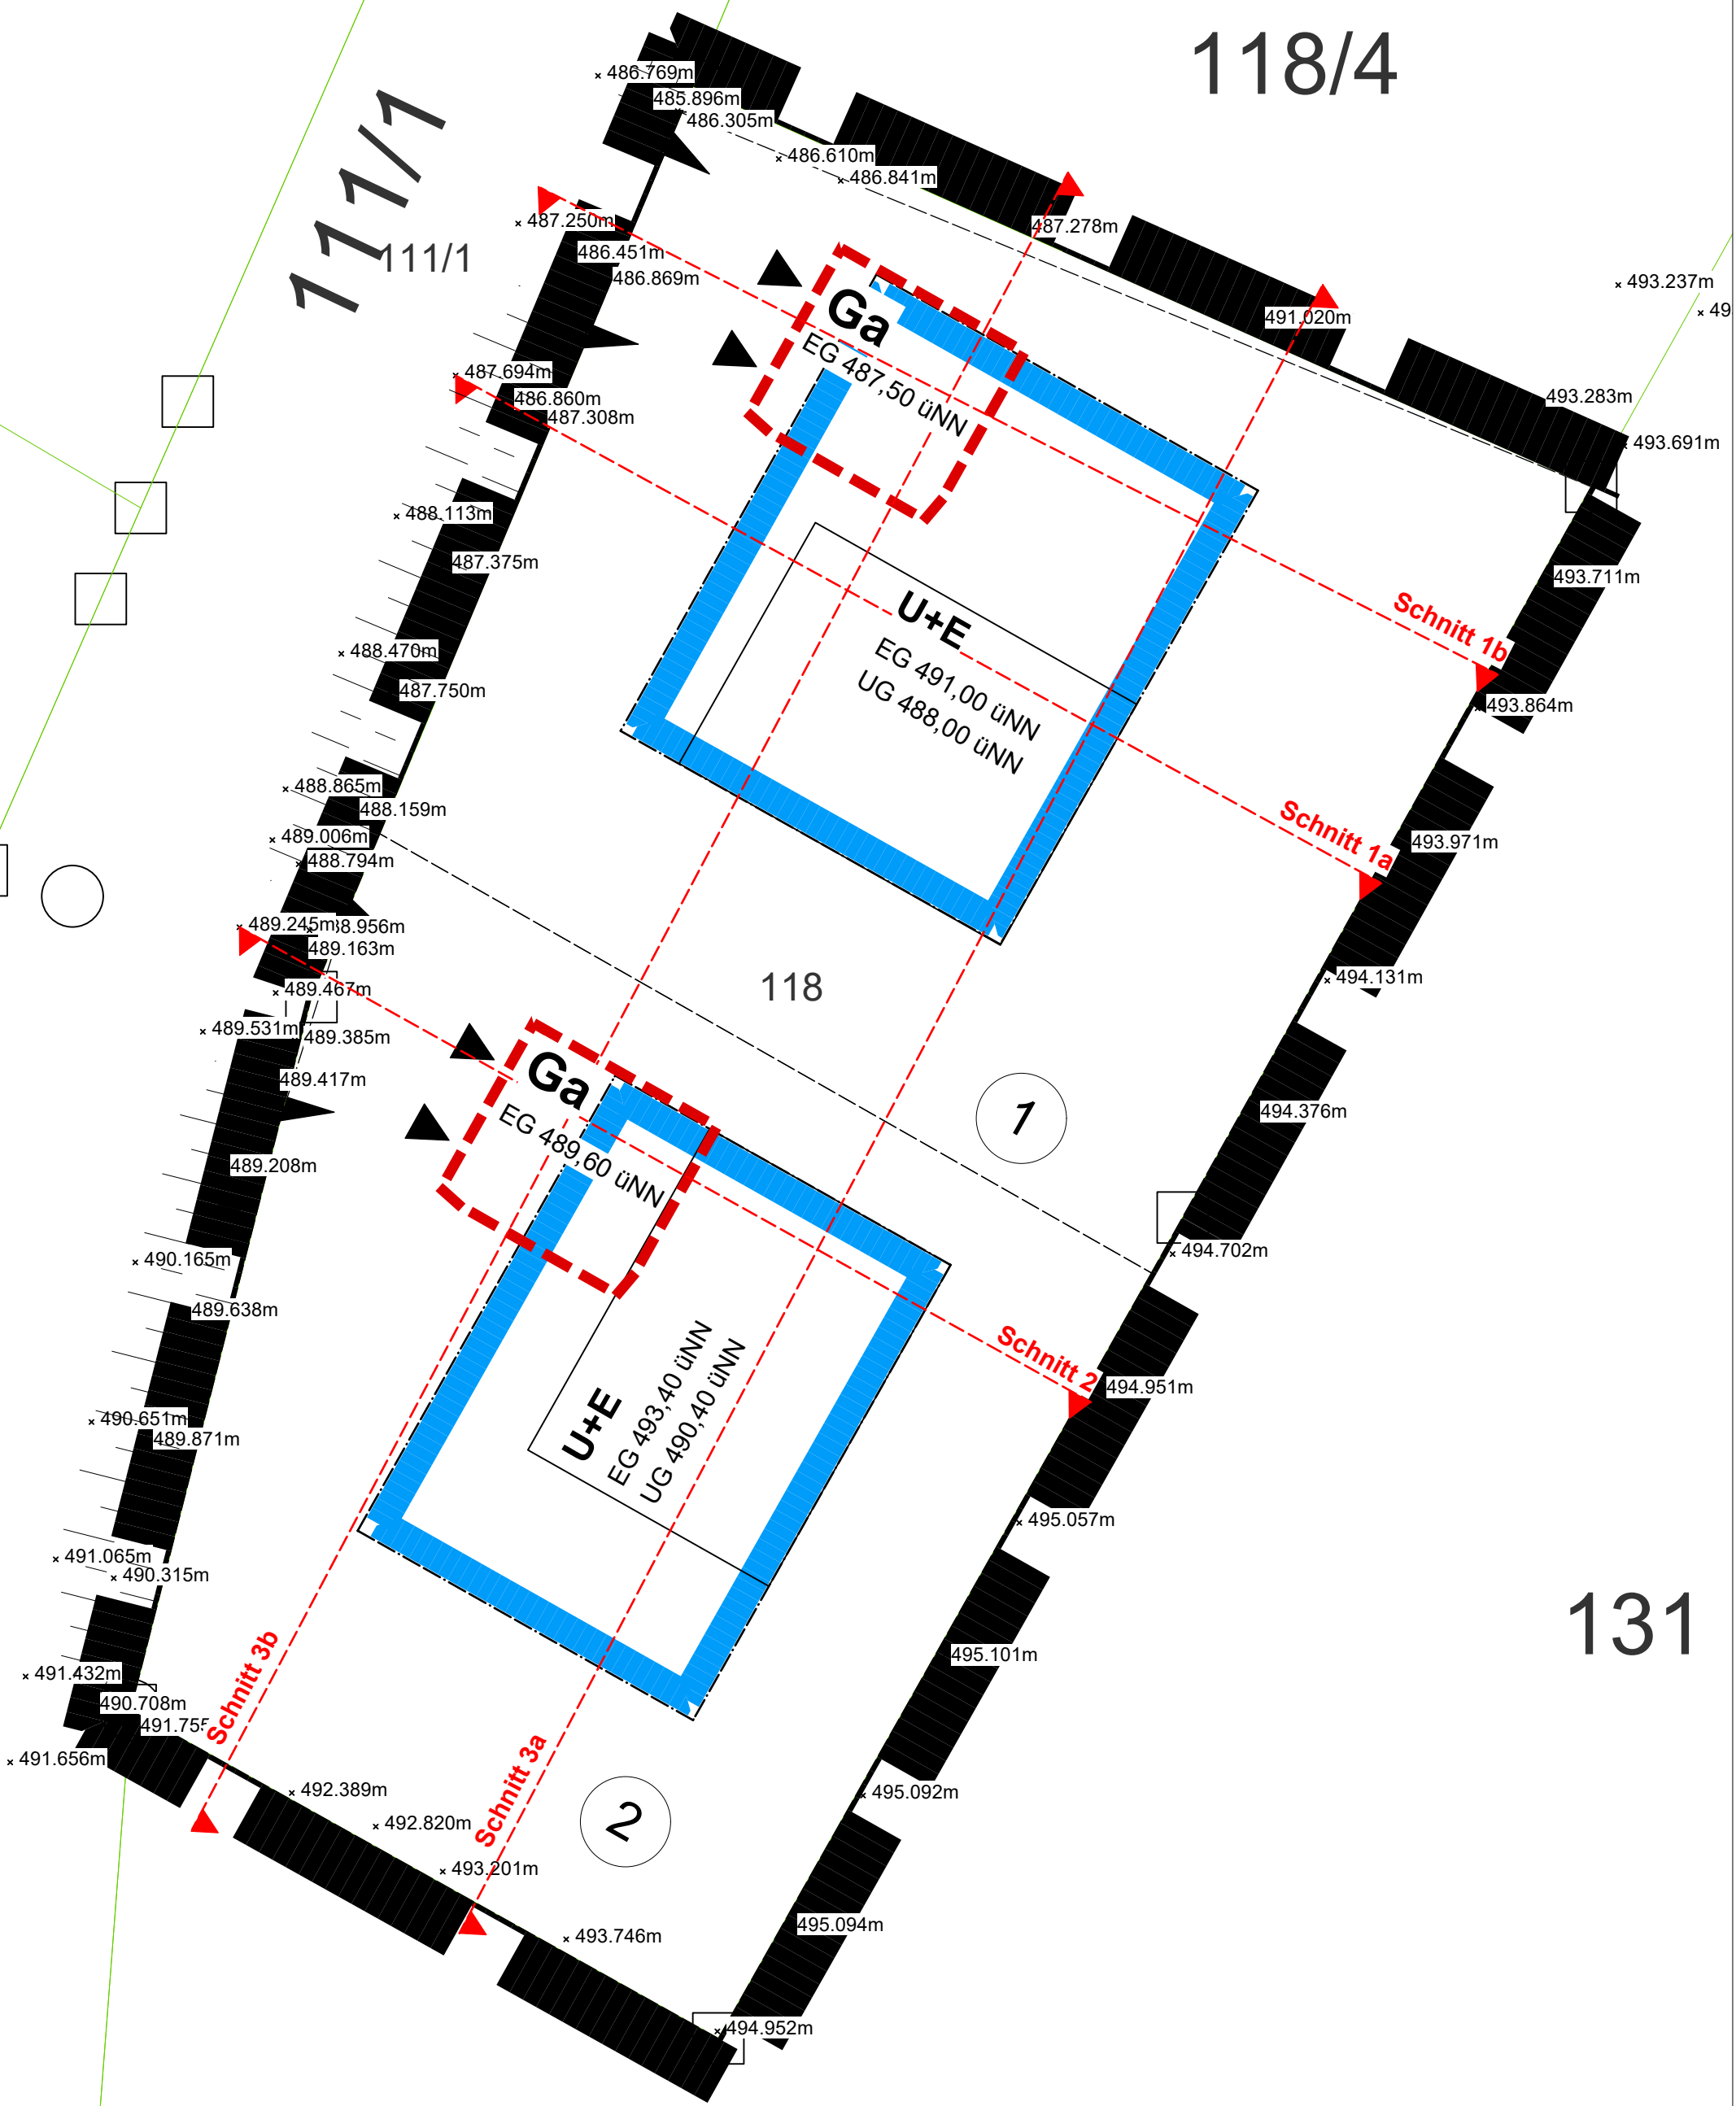 118/4
486.769m
485.896m
486.305m
111/1
486.610m
486.841m
487.250m
487.278m
111/1
486.451m
486.869m
493.237m
49
Ga
491.020m
EG 487,50 üNN
487.694m
486.860m
487.308m
493.283m
493.691m
488.113m
487.375m
493.711m
U+E
EG 491,00 üNN
UG 488,00 üNN
Schnitt 1b
488.470m
487.750m
493.864m
488.865m
488.159m
489.006m
488.794m
Schnitt 1a
493.971m
489.245m
38.956m
489.163m
489.467m
118
494.131m
489.531m
489.385m
489.417m
Ga
EG 489,60 üNN
1
494.376m
489.208m
490.165m
494.702m
489.638m
Schnitt 2
494.951m
490.651m
489.871m
U+E
EG 493,40 üNN
UG 490,40 üNN
495.057m
491.065m
490.315m
131
495.101m
491.432m
490.708m
491.755
491.656m
Schnitt 3b
Schnitt 3a
492.389m
495.092m
492.820m
2
493.201m
493.746m
495.094m
494.952m